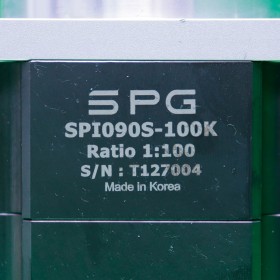 SPG
SPI090S-100K
Ratio 1:100
S/N : T127004
Made in Korea